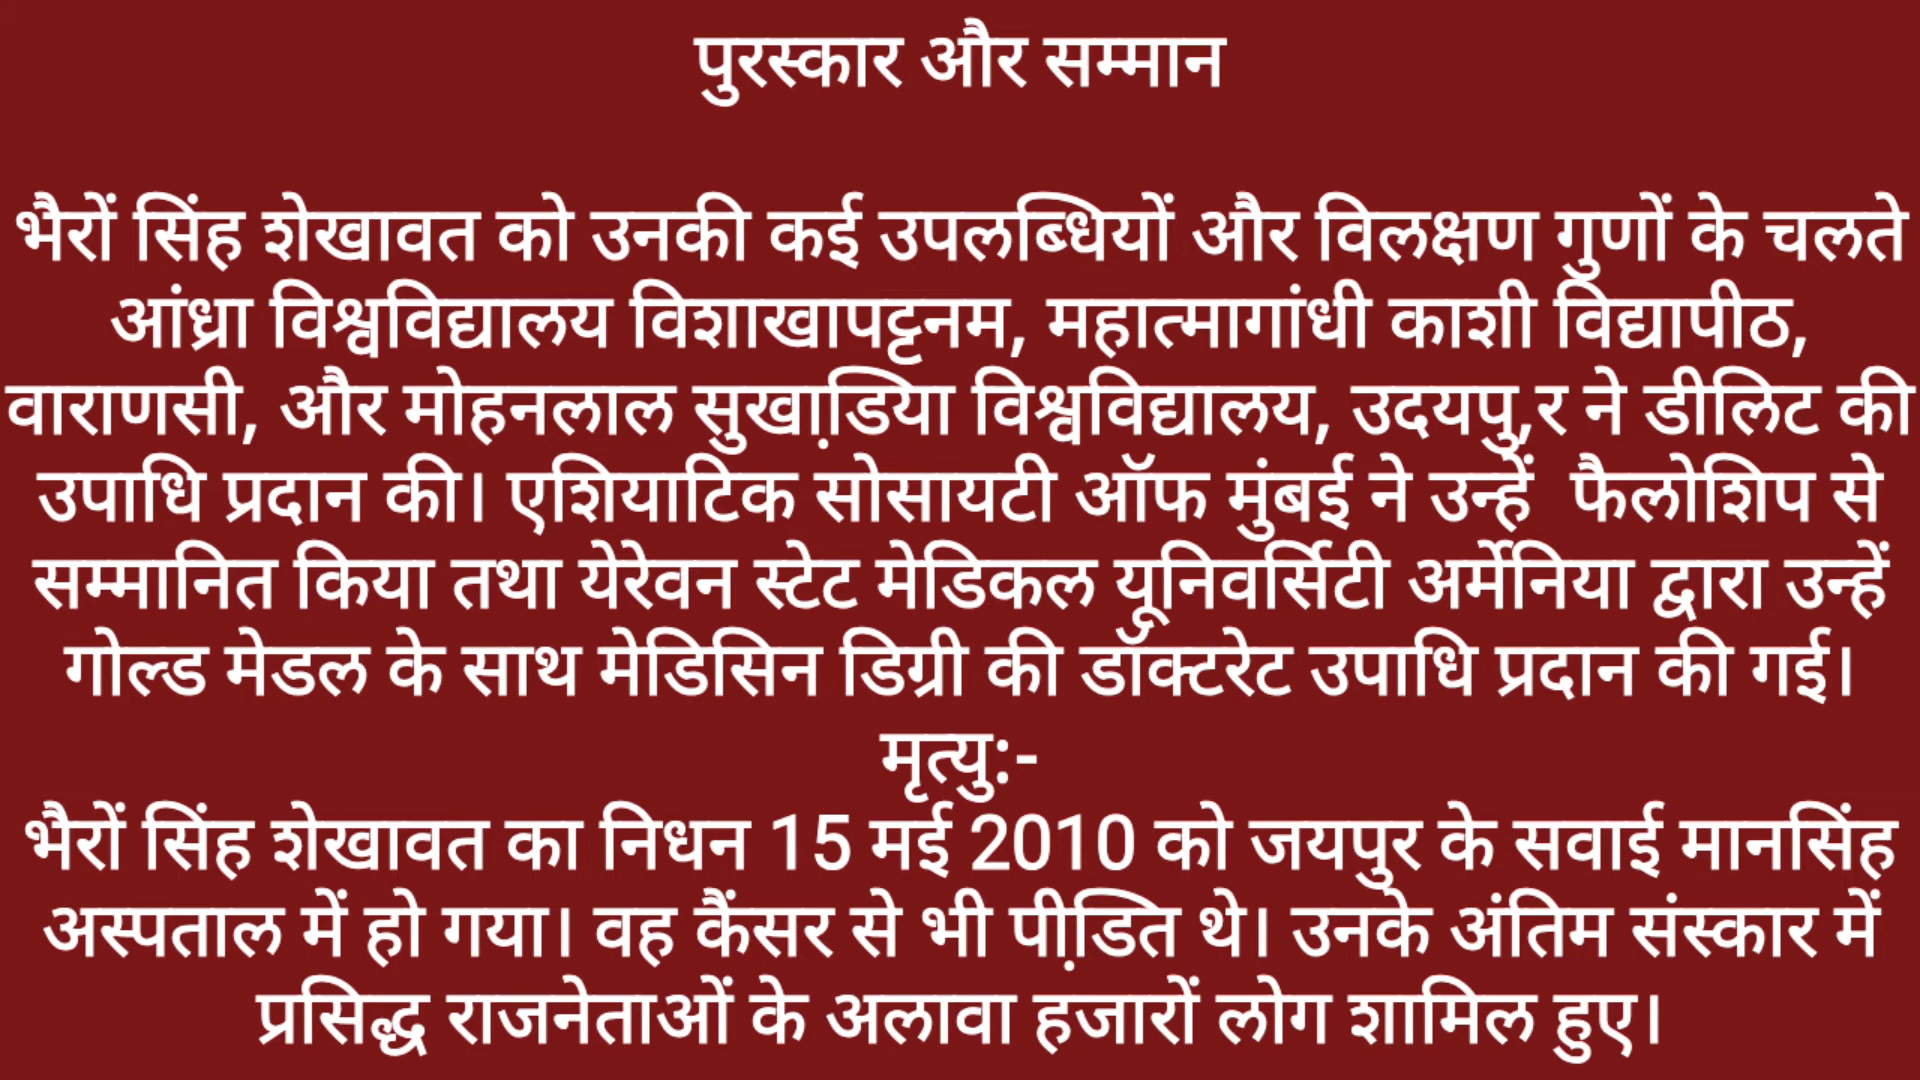 पुरस्कार और सम्मान
भैरों सिंह शेखावत को उनकी कई उपलब्धियों और विलक्षण गुणों के चलते
आंध्रा विश्वविद्यालय विशाखापट्टनम, महात्मागांधी काशी विद्यापीठ,
वाराणसी, और मोहनलाल सुखा़डिया विश्वविद्यालय, उदयपु,र ने डीलिट की
उपाधि प्रदान की। एशियाटिक सोसायटी ऑफ मुंबई ने उन्हें  फैलोशिप से
सम्मानित किया तथा येरेवन स्टेट मेडिकल यूनिवर्सिटी अर्मेनिया द्वारा उन्हें
गोल्ड मेडल के साथ मेडिसिन डिग्री की डॉक्टरेट उपाधि प्रदान की गई।
मृत्यु:-
भैरों सिंह शेखावत का निधन 15 मई 2010 को जयपुर के सवाई मानसिंह
अस्पताल में हो गया। वह कैंसर से भी पी़डित थे। उनके अंतिम संस्कार में
प्रसिद्ध राजनेताओं के अलावा हजारों लोग शामिल हुए।